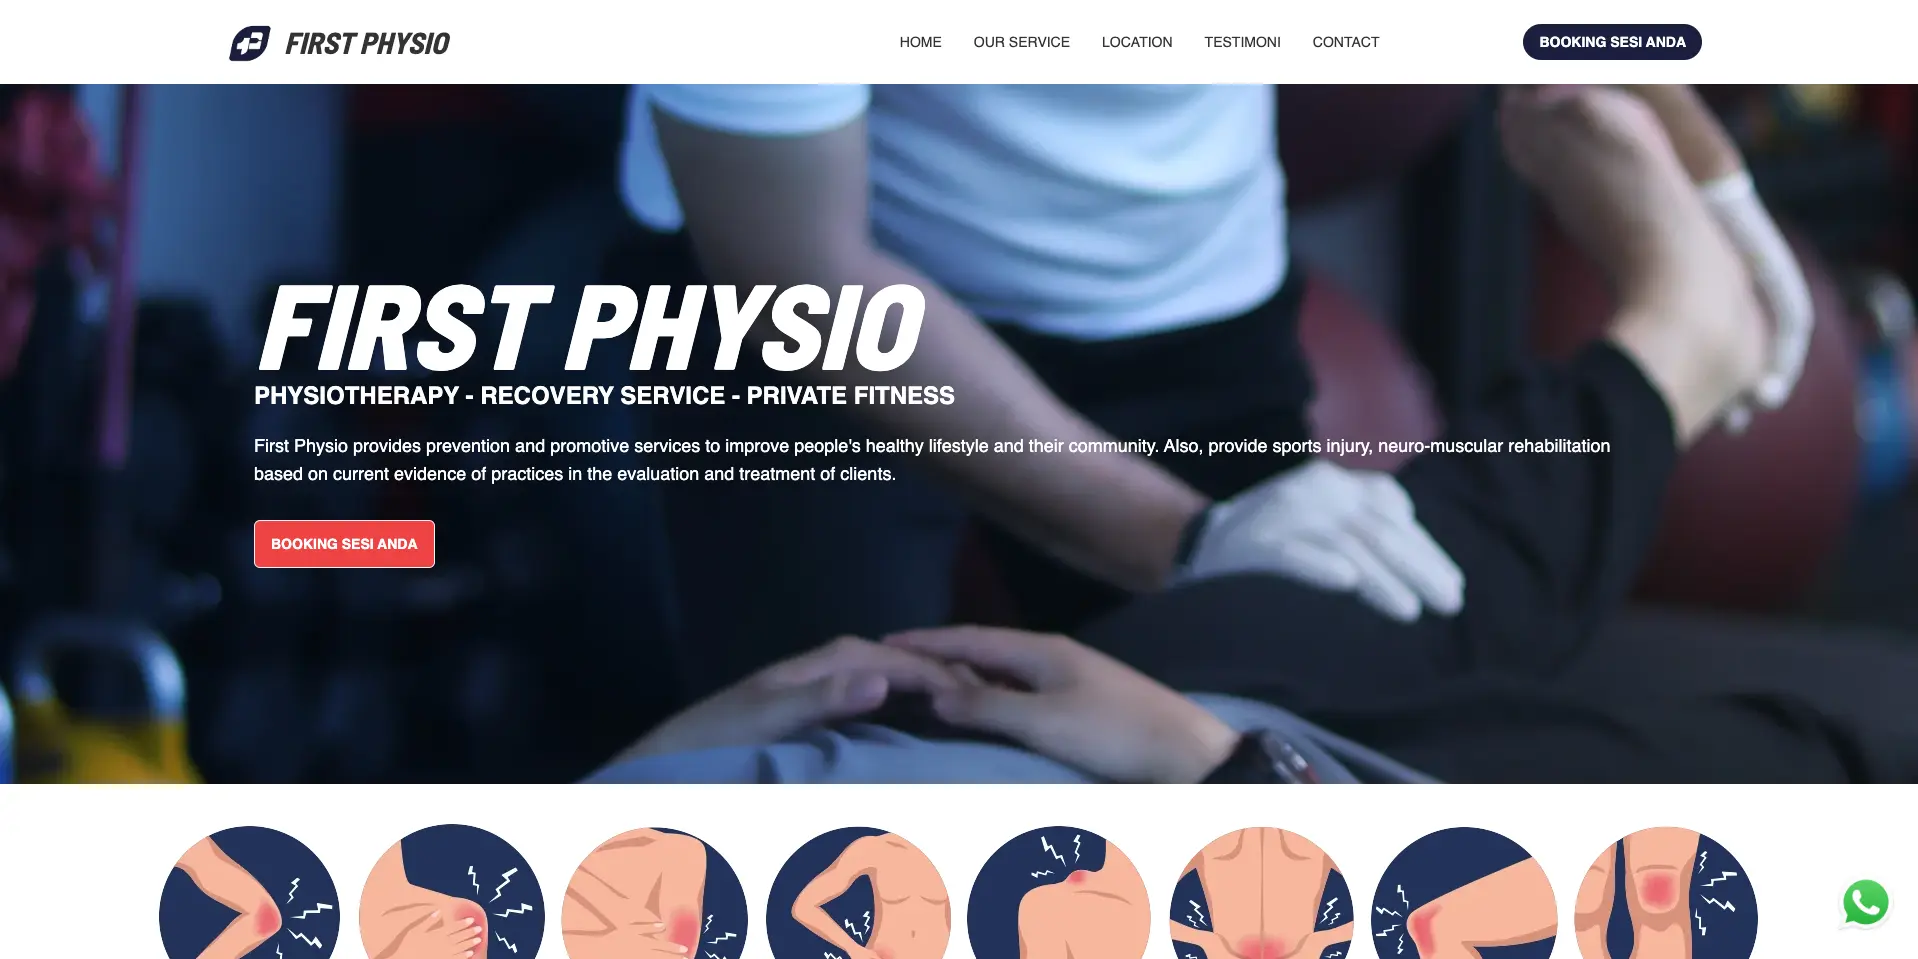 FIRST PHYSIO
HOME
OUR SERVICE
LOCATION
TESTIMONI
CONTACT
BOOKING SESI ANDA
FIRST PHYSIO
PHYSIOTHERAPY - RECOVERY SERVICE - PRIVATE FITNESS
First Physio provides prevention and promotive services to improve people's healthy lifestyle and their community. Also, provide sports injury, neuro-muscular rehabilitation
based on current evidence of practices in the evaluation and treatment of clients.
BOOKING SESI ANDA